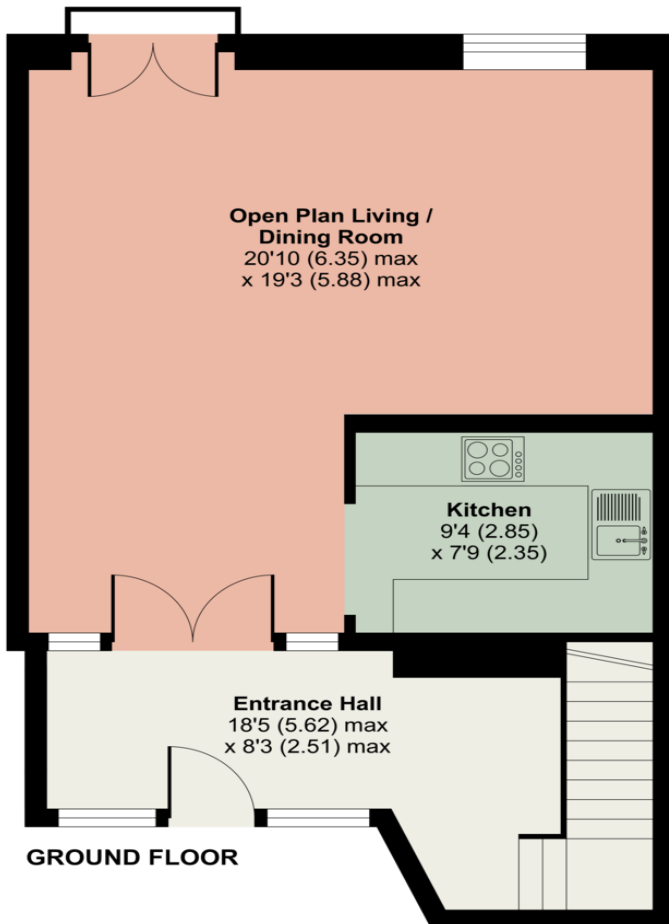 Open Plan Living /
Dining Room
20'10 (6.35) max
x 19'3 (5.88) max
Kitchen
9'4 (2.85)
x 7'9 (2.35)
Entrance Hall
18'5 (5.62) max
x 8'3 (2.51) max
GROUND FLOOR